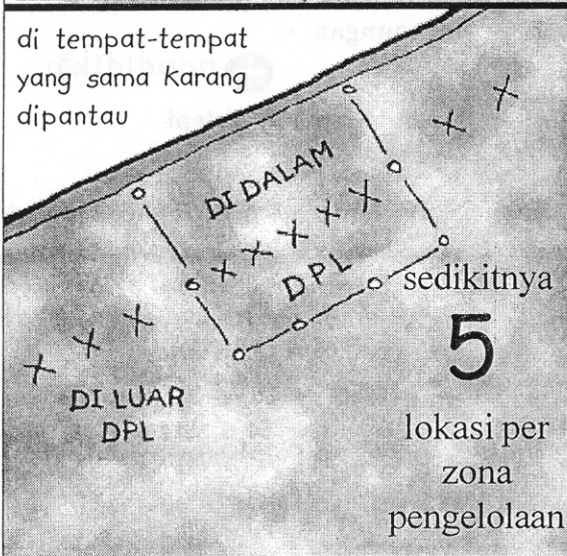 di tempat-tempat
yang sama karang
dipantau
DI DALAM
DPL
sedikitnya
5
lokasi per
zona
pengelolaan
DI LUAR
DPL